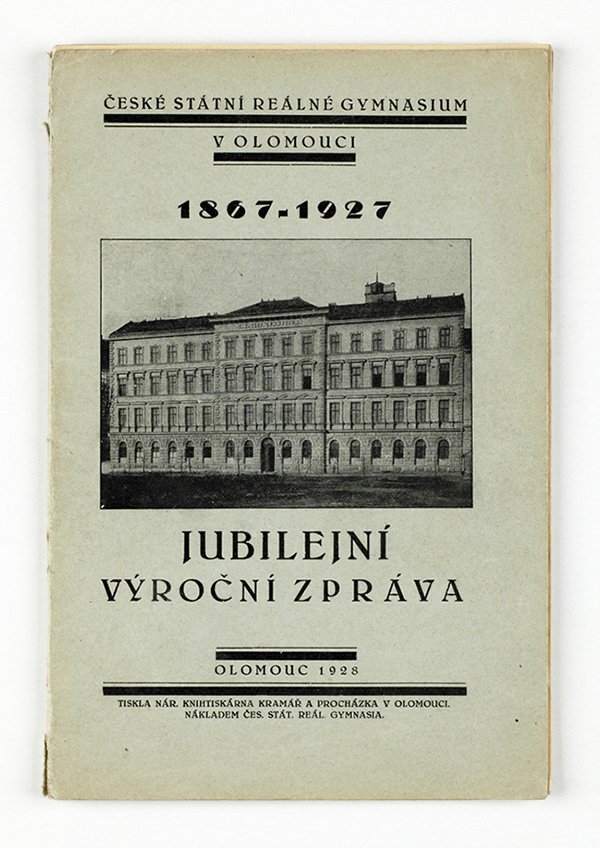 ČESKÉ STÁTNÍ REÁLNÉ GYMNASIUM
V OLOMOUCI
1867-1927
JUBILEJNÍ
VÝROČNÍ ZPRÁVA
OLOMOUC 1928
TISKLA NÁR. KNIHTISKÁRNA KRAMÁŘ A PROCHÁZKA V OLOMOUCI.
NÁKLADEM ČES. STÁT. REÁL. GYMNASIA.